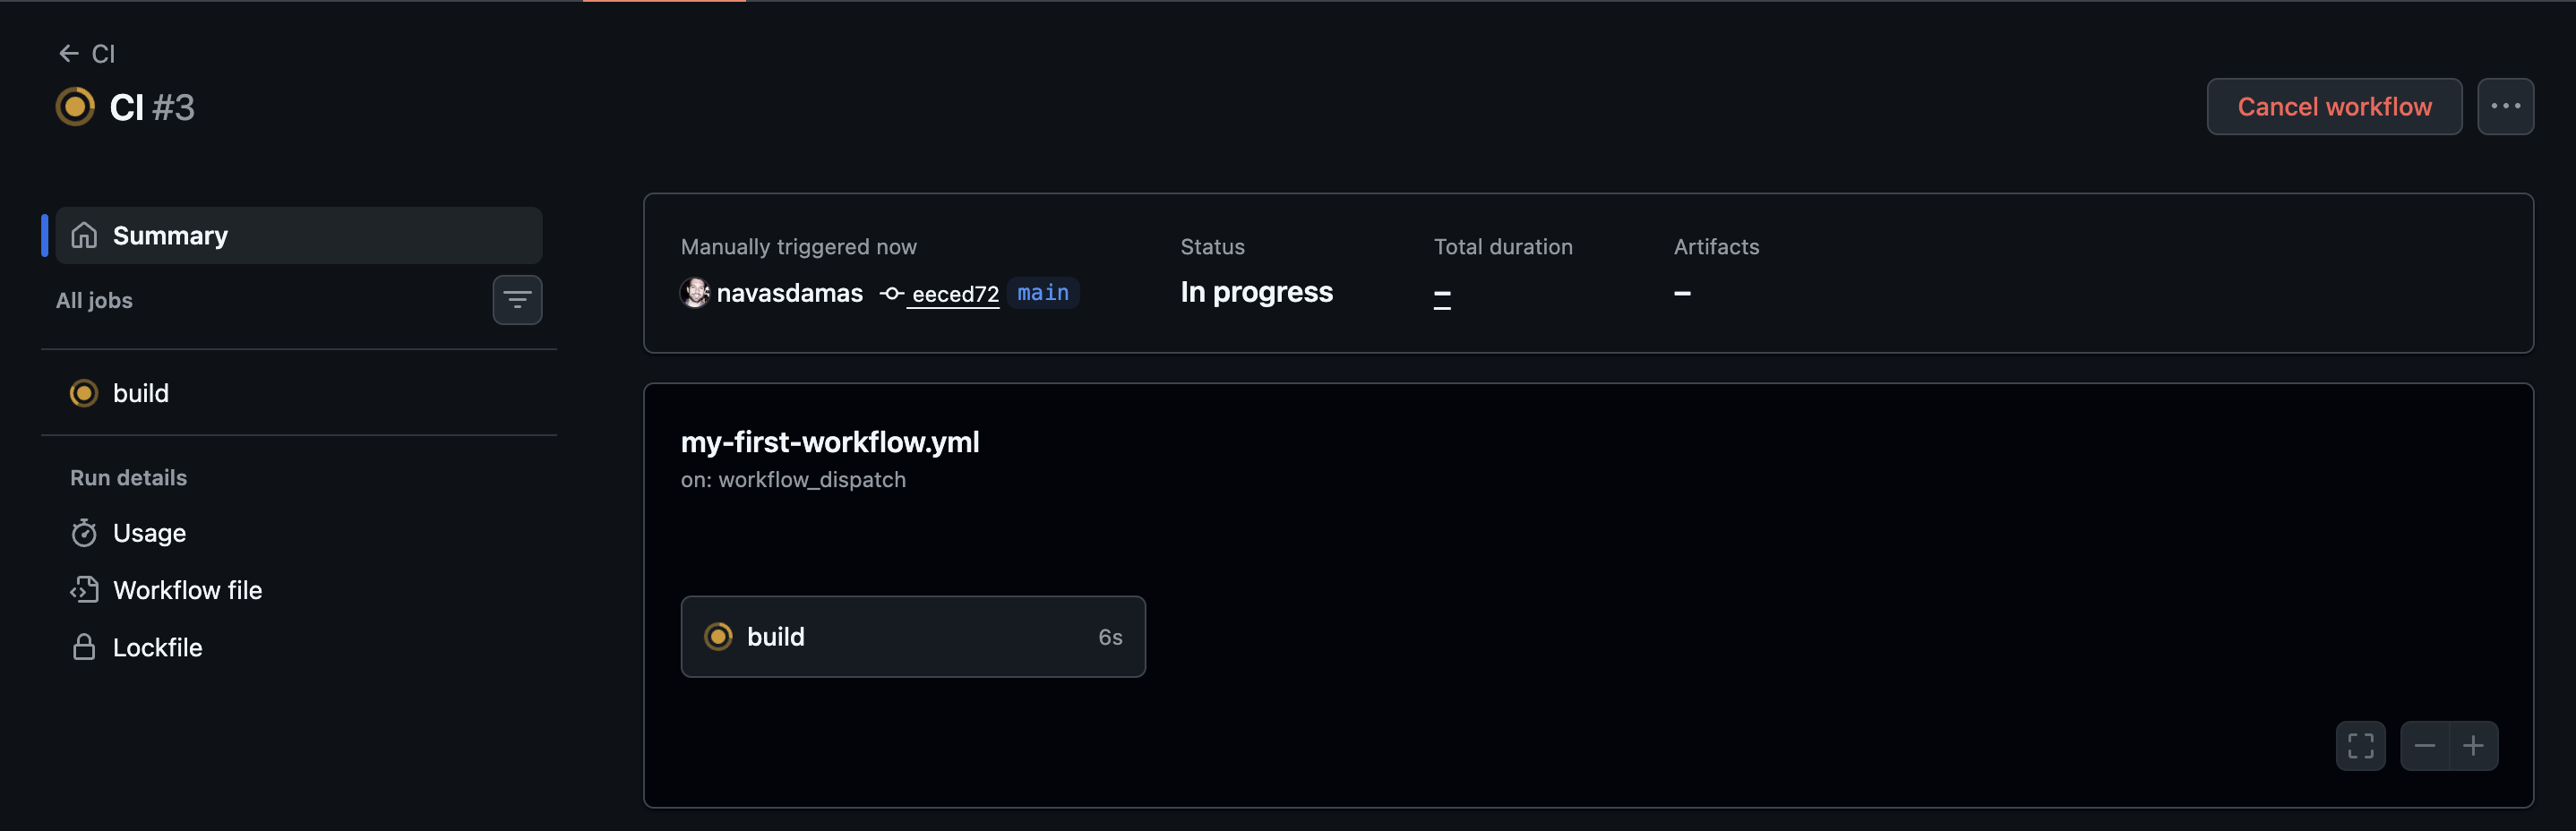 CI
CI #3
Cancel workflow
Summary
All jobs
build
Run details
Usage
Workflow file
Lockfile
Manually triggered now
navasdamas eeced72 main
Status
In progress
Total duration
–
Artifacts
–
my-first-workflow.yml
on: workflow_dispatch
build 6s